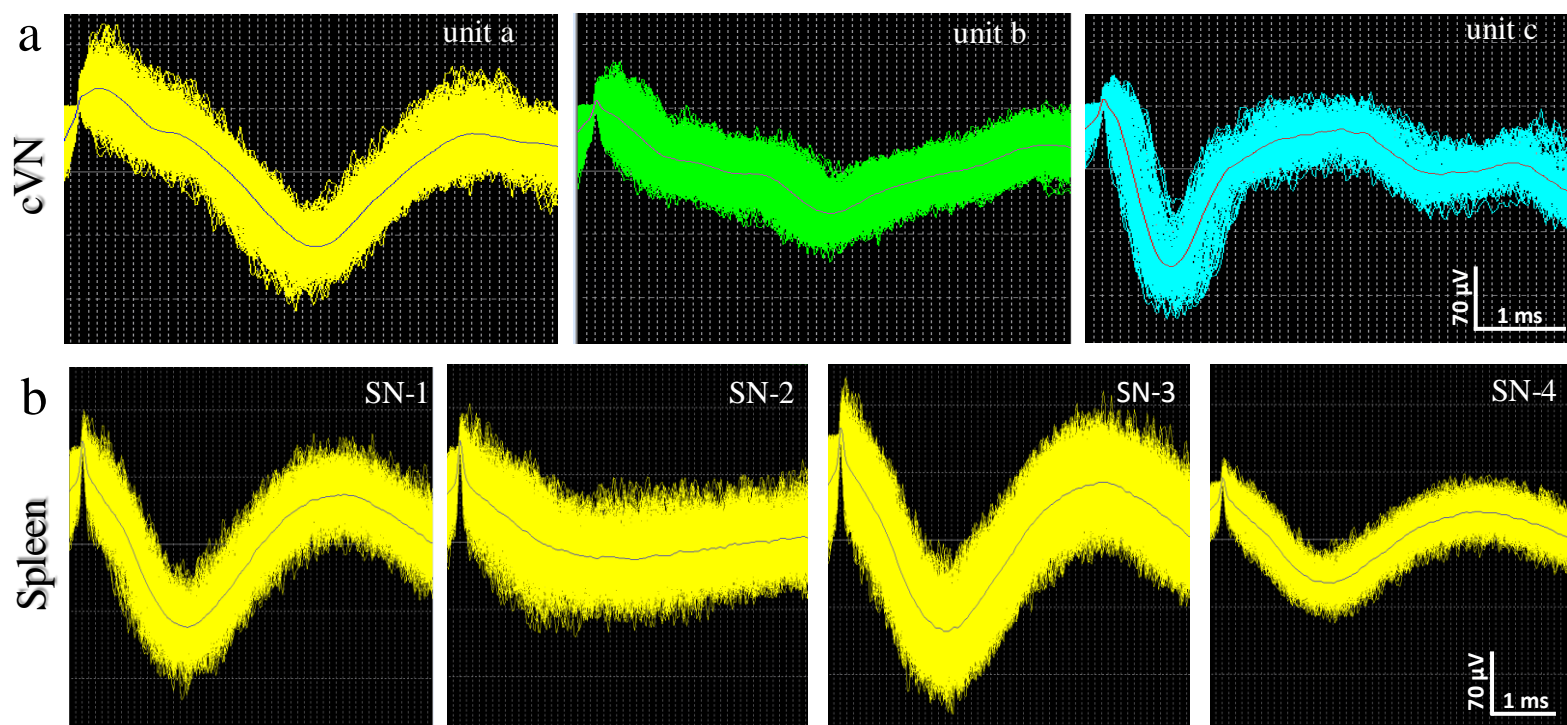 a
cVN
unit a
unit b
unit c
70 µV
1 ms
b
Spleen
SN-1
SN-2
SN-3
SN-4
70 µV
1 ms